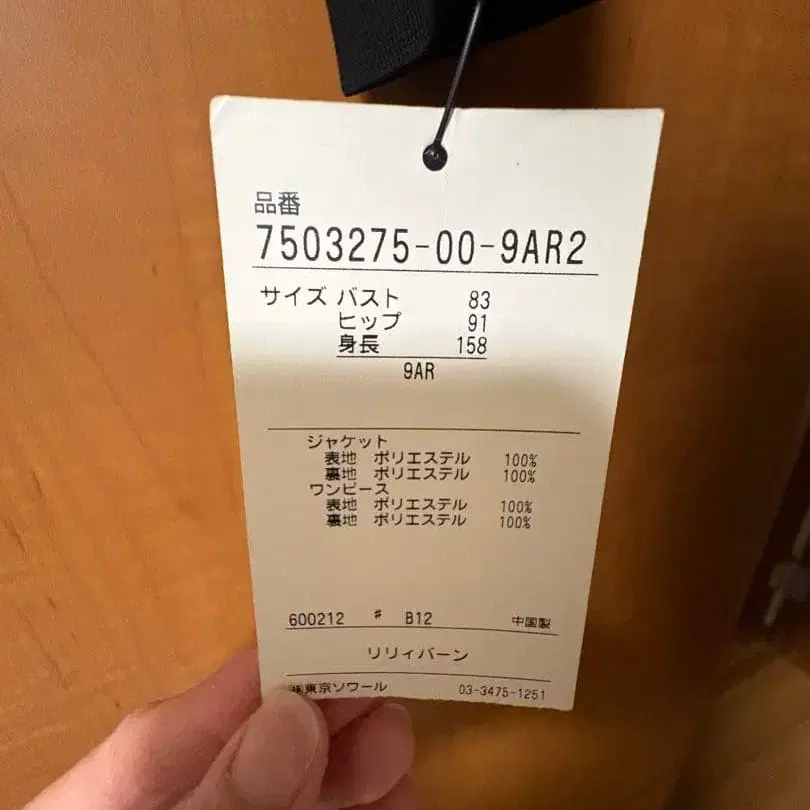 品番
7503275-00-9AR2
サイズ バスト 83
ヒップ 91
身長 158
9AR
ジャケット
表地 ポリエステル 100%
裏地 ポリエステル 100%
ワンピース
表地 ポリエステル 100%
裏地 ポリエステル 100%
600212 # B12 中国製
リリィバーン
㈱東京ソワール 03-3475-1251